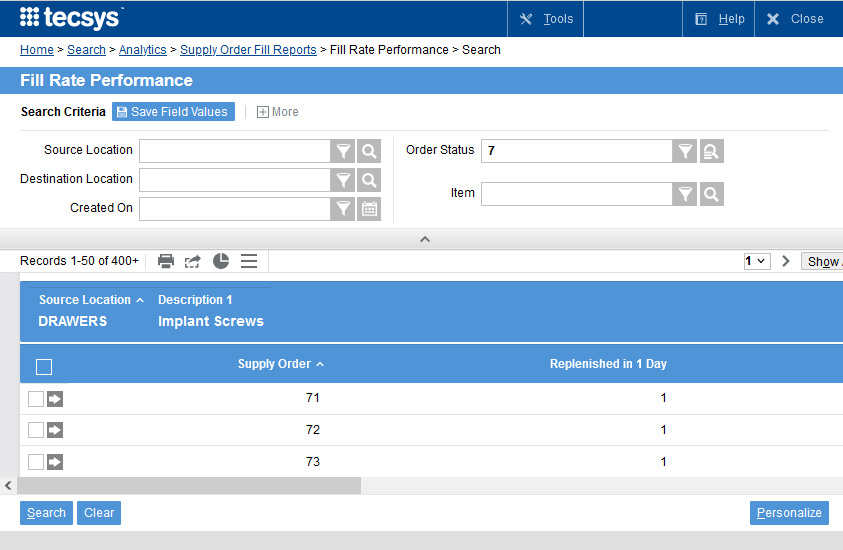 tecsys
Tools Help Close
Home > Search > Analytics > Supply Order Fill Reports > Fill Rate Performance > Search
Fill Rate Performance
Search Criteria Save Field Values More
Source Location Order Status 7
Destination Location
Item
Created On
Records 1-50 of 400+ 1 Show
Source Location Description 1
DRAWERS Implant Screws
Supply Order Replenished in 1 Day
71 1
72 1
73 1
Search Clear Personalize